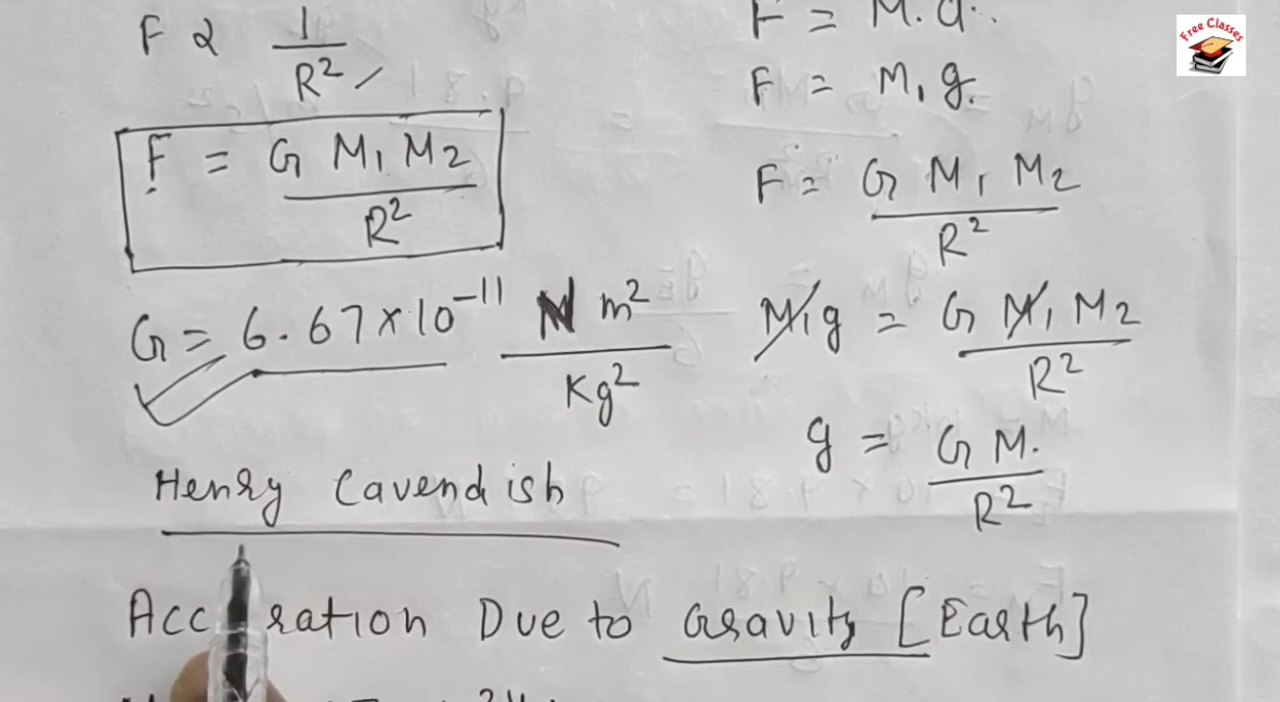 F ∝ 1/R²
F = G M₁ M₂ / R²
G = 6.67×10⁻¹¹ N m² / Kg²
Henry Cavendish
F = M.a.
F = M₁g.
F = G M₁ M₂ / R²
M₁g = G M₁ M₂ / R²
g = G M. / R²
Acc ration Due to Gravity [Earth]
Free Classes